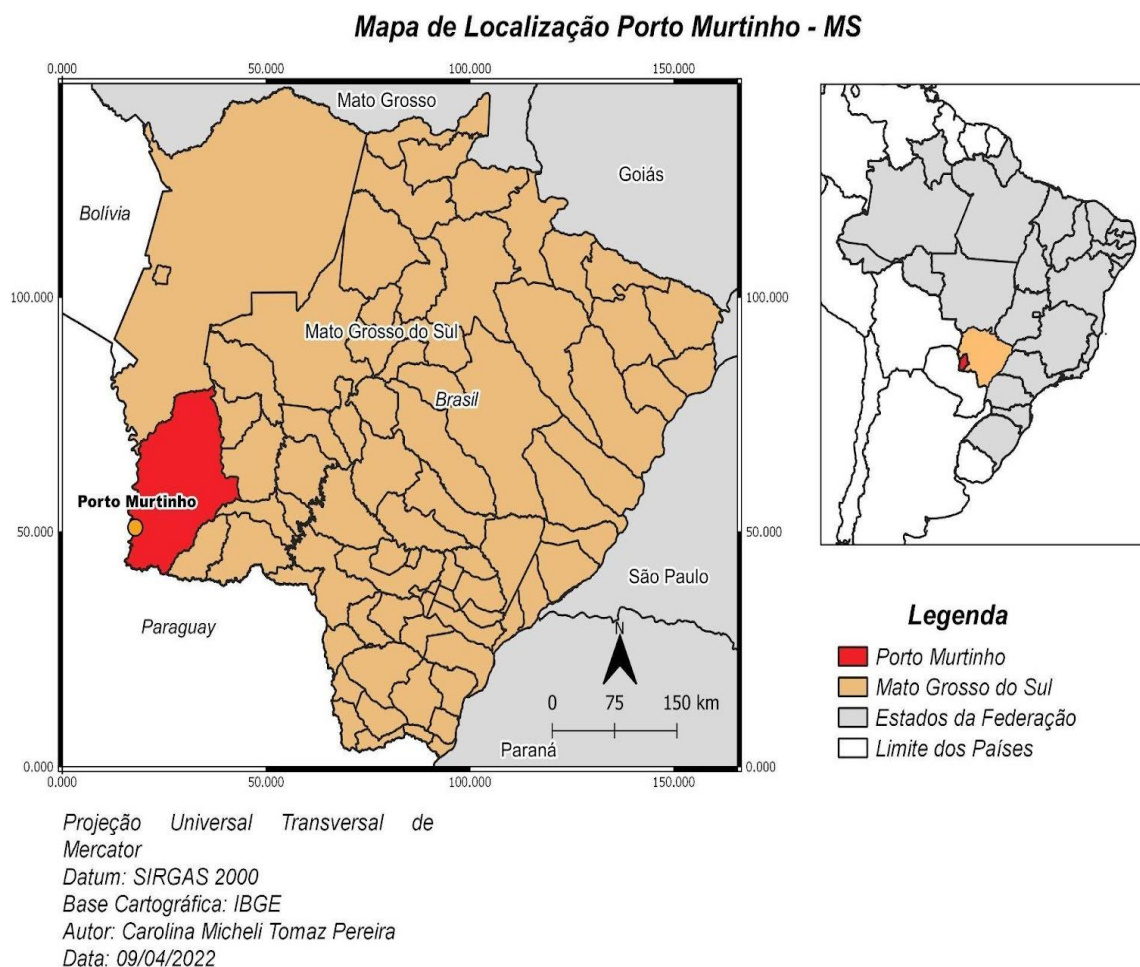 Mapa de Localização Porto Murtinho - MS
0.000
50.000
100.000
150.000
Mato Grosso
Goiás
Bolívia
100.000
100.000
Mato Grosso do Sul
Brasil
Porto Murtinho
50.000
50.000
São Paulo
Paraguay
N
0 75 150 km
Paraná
0.000
0.000
0.000
50.000
100.000
150.000
Legenda
Porto Murtinho
Mato Grosso do Sul
Estados da Federação
Limite dos Países
Projeção Universal Transversal de
Mercator
Datum: SIRGAS 2000
Base Cartográfica: IBGE
Autor: Carolina Micheli Tomaz Pereira
Data: 09/04/2022